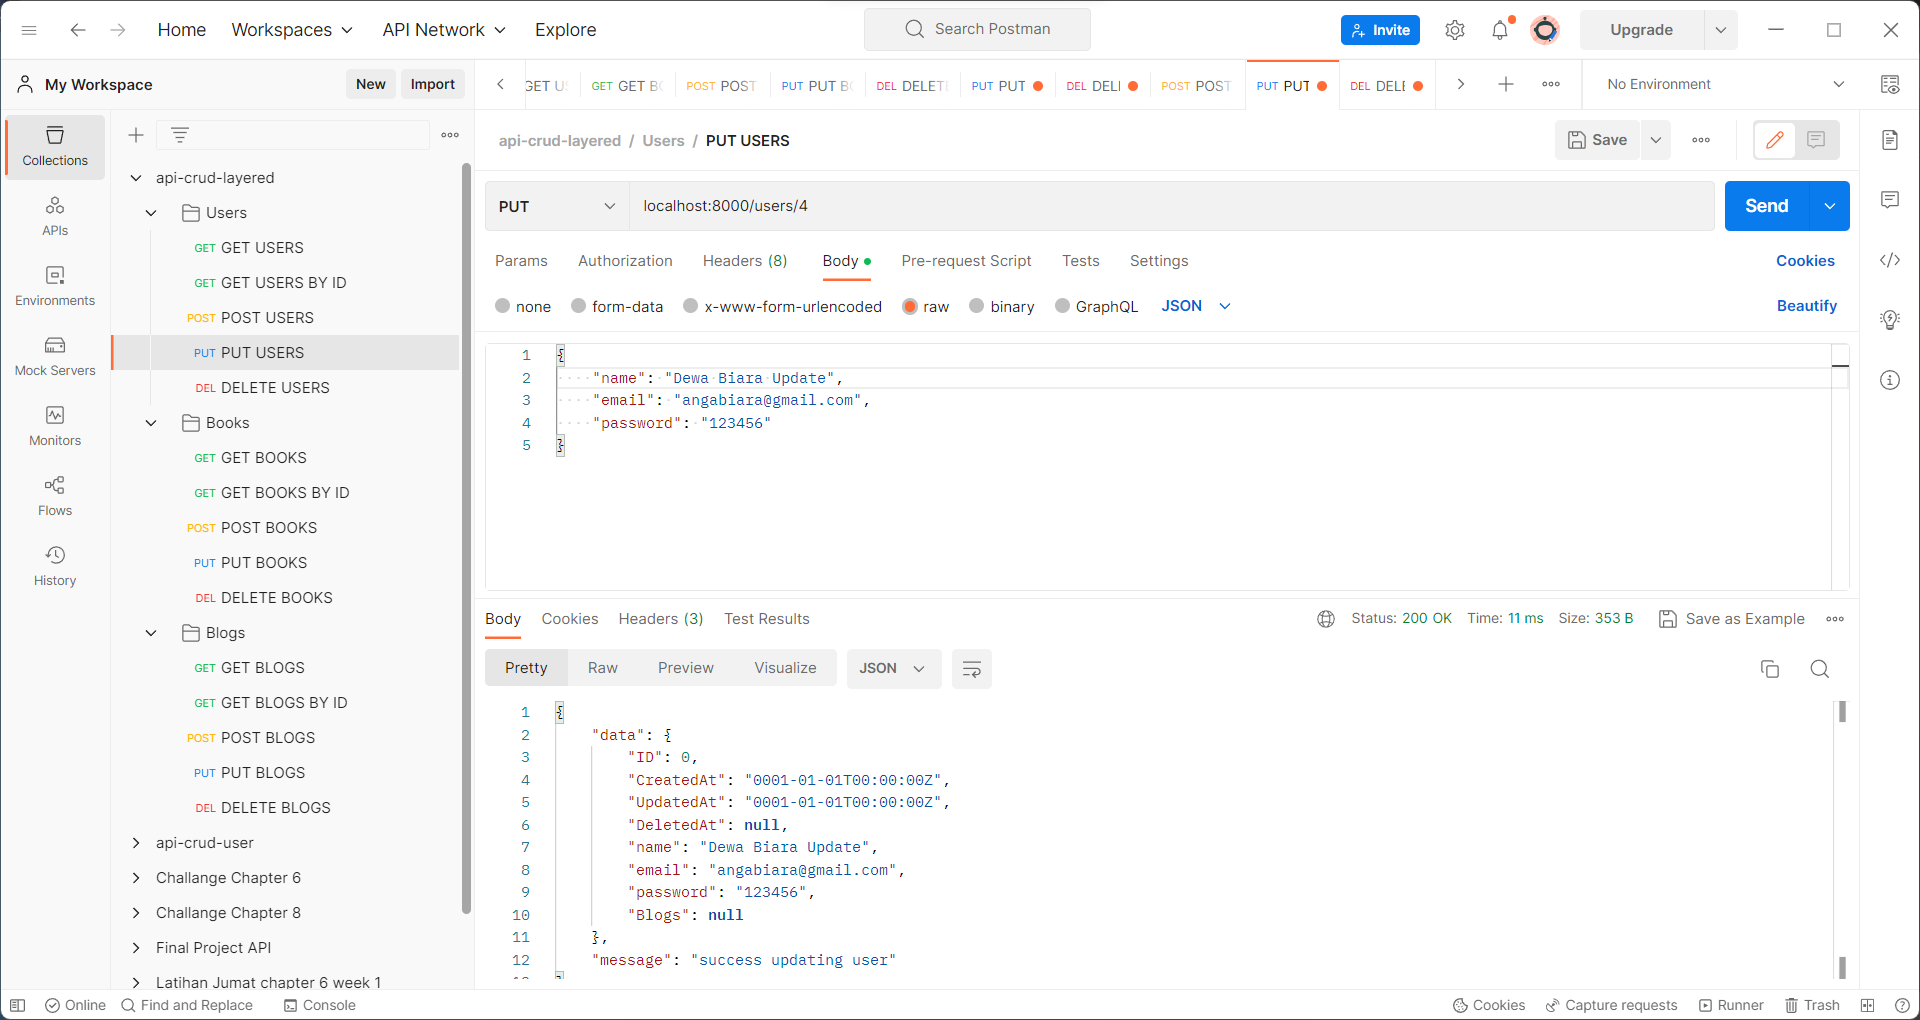 Home Workspaces API Network Explore Search Postman Invite Upgrade
My Workspace New Import GET US GET GET BO POST POST PUT PUT BO DEL DELET PUT PUT DEL DELI POST POST PUT PUT DEL DELE No Environment
api-crud-layered / Users / PUT USERS Save
Collections
APIs
Environments
Mock Servers
Monitors
Flows
History
api-crud-layered
Users
GET GET USERS
GET GET USERS BY ID
POST POST USERS
PUT PUT USERS
DEL DELETE USERS
Books
GET GET BOOKS
GET GET BOOKS BY ID
POST POST BOOKS
PUT PUT BOOKS
DEL DELETE BOOKS
Blogs
GET GET BLOGS
GET GET BLOGS BY ID
POST POST BLOGS
PUT PUT BLOGS
DEL DELETE BLOGS
api-crud-user
Challange Chapter 6
Challange Chapter 8
Final Project API
Latihan Jumat chapter 6 week 1
PUT localhost:8000/users/4 Send
Params Authorization Headers (8) Body Pre-request Script Tests Settings Cookies
none form-data x-www-form-urlencoded raw binary GraphQL JSON Beautify
1 {
2 "name": "Dewa Biara Update",
3 "email": "angabiara@gmail.com",
4 "password": "123456"
5 }
Body Cookies Headers (3) Test Results Status: 200 OK Time: 11 ms Size: 353 B Save as Example
Pretty Raw Preview Visualize JSON
1 {
2 "data": {
3 "ID": 0,
4 "CreatedAt": "0001-01-01T00:00:00Z",
5 "UpdatedAt": "0001-01-01T00:00:00Z",
6 "DeletedAt": null,
7 "name": "Dewa Biara Update",
8 "email": "angabiara@gmail.com",
9 "password": "123456",
10 "Blogs": null
11 },
12 "message": "success updating user"
Online Find and Replace Console Cookies Capture requests Runner Trash